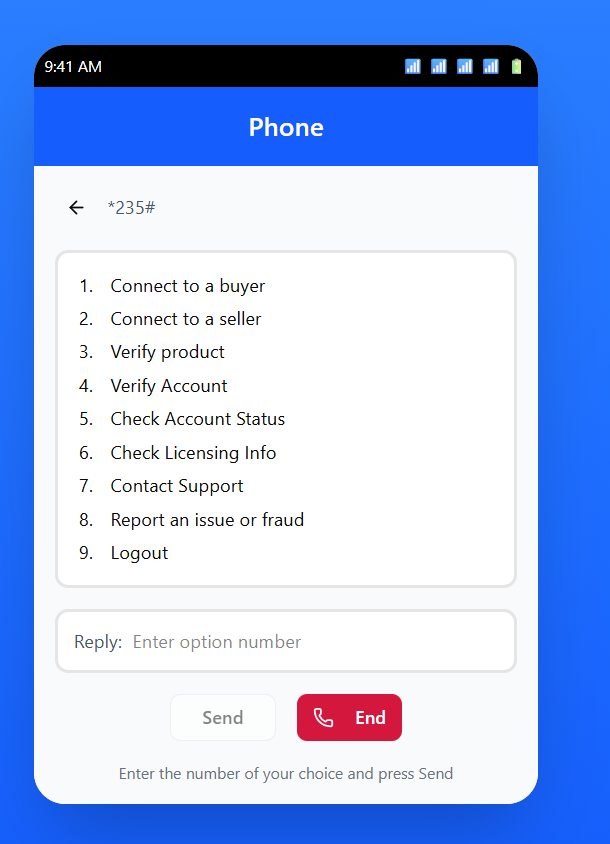 9:41 AM
Phone
*235#
1. Connect to a buyer
2. Connect to a seller
3. Verify product
4. Verify Account
5. Check Account Status
6. Check Licensing Info
7. Contact Support
8. Report an issue or fraud
9. Logout
Reply: Enter option number
Send End
Enter the number of your choice and press Send